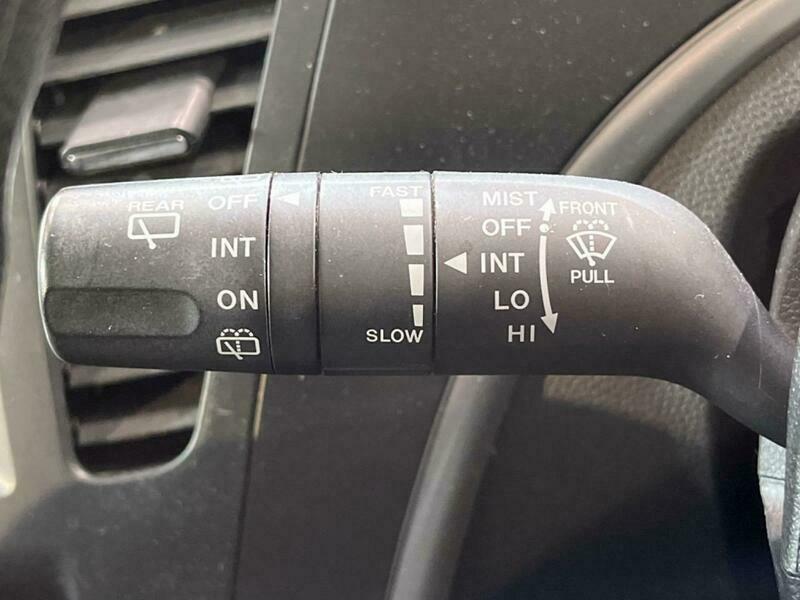 REAR
OFF
INT
ON
FAST
SLOW
MIST
OFF
INT
LO
HI
FRONT
PULL